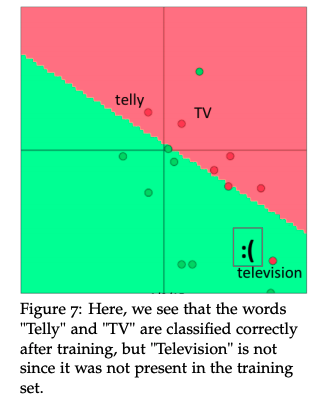 telly
TV
:(
television
Figure 7: Here, we see that the words
"Telly" and "TV" are classified correctly
after training, but "Television" is not
since it was not present in the training
set.